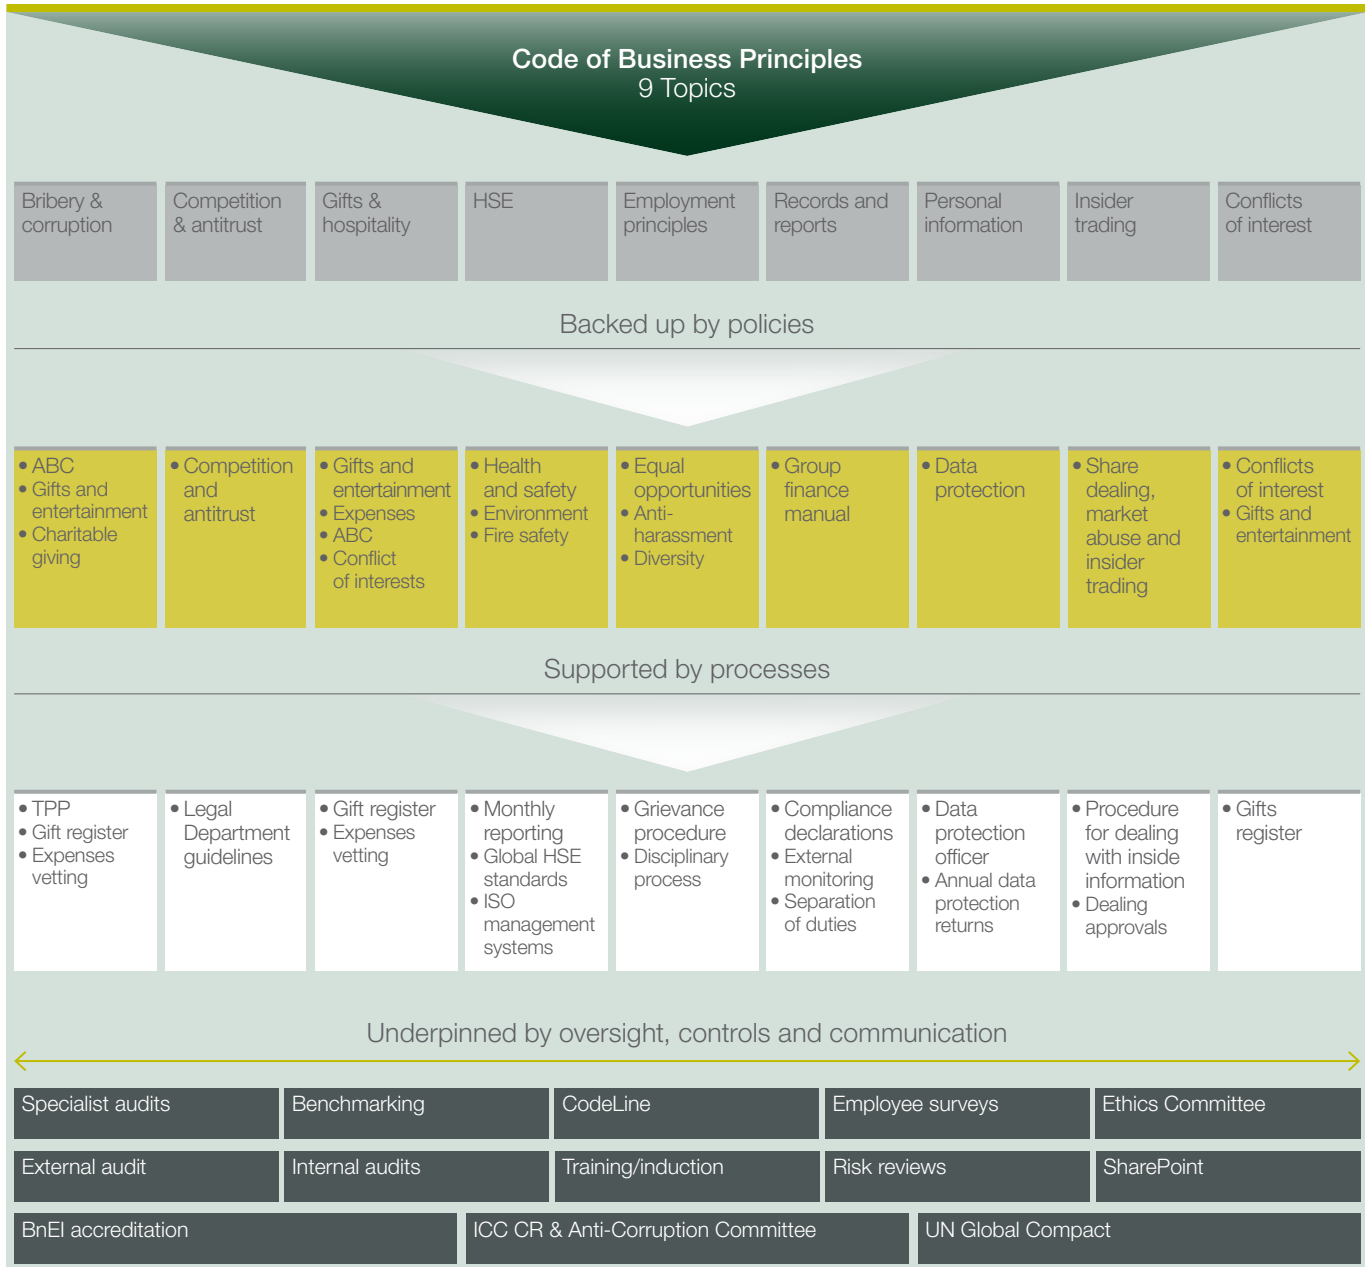 Code of Business Principles
9 Topics
Bribery &
corruption
Competition
& antitrust
Gifts &
hospitality
HSE
Employment
principles
Records and
reports
Personal
information
Insider
trading
Conflicts
of interest
Backed up by policies
• ABC
• Gifts and
entertainment
• Charitable
giving
• Competition
and
antitrust
• Gifts and
entertainment
• Expenses
• ABC
• Conflict
of interests
• Health
and safety
• Environment
• Fire safety
• Equal
opportunities
• Anti-
harassment
• Diversity
• Group
finance
manual
• Data
protection
• Share
dealing,
market
abuse and
insider
trading
• Conflicts
of interest
• Gifts and
entertainment
Supported by processes
• TPP
• Gift register
• Expenses
vetting
• Legal
Department
guidelines
• Gift register
• Expenses
vetting
• Monthly
reporting
• Global HSE
standards
• ISO
management
systems
• Grievance
procedure
• Disciplinary
process
• Compliance
declarations
• External
monitoring
• Separation
of duties
• Data
protection
officer
• Annual data
protection
returns
• Procedure
for dealing
with inside
information
• Dealing
approvals
• Gifts
register
Underpinned by oversight, controls and communication
Specialist audits
Benchmarking
CodeLine
Employee surveys
Ethics Committee
External audit
Internal audits
Training/induction
Risk reviews
SharePoint
BnEI accreditation
ICC CR & Anti-Corruption Committee
UN Global Compact